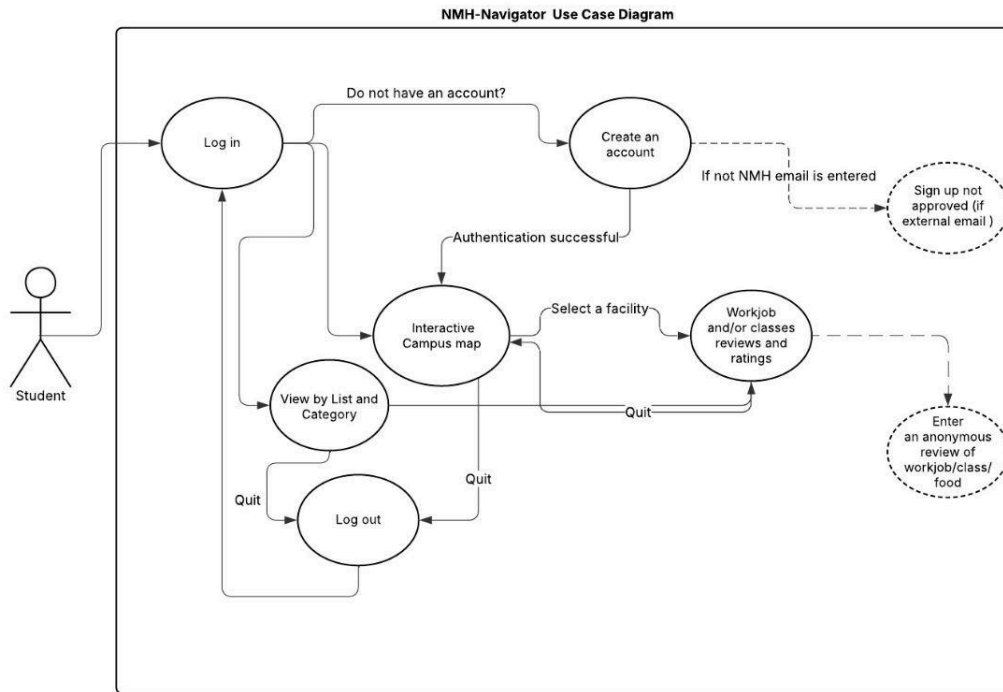 NMH-Navigator Use Case Diagram
Do not have an account?
Log in
Create an
account
If not NMH email is entered
Sign up not
approved (if
external email )
Authentication successful
Select a facility
Interactive
Campus map
Workjob
and/or classes
reviews and
ratings
Student
View by List and
Category
Quit
Enter
an anonymous
review of
workjob/class/
food
Quit
Quit
Log out